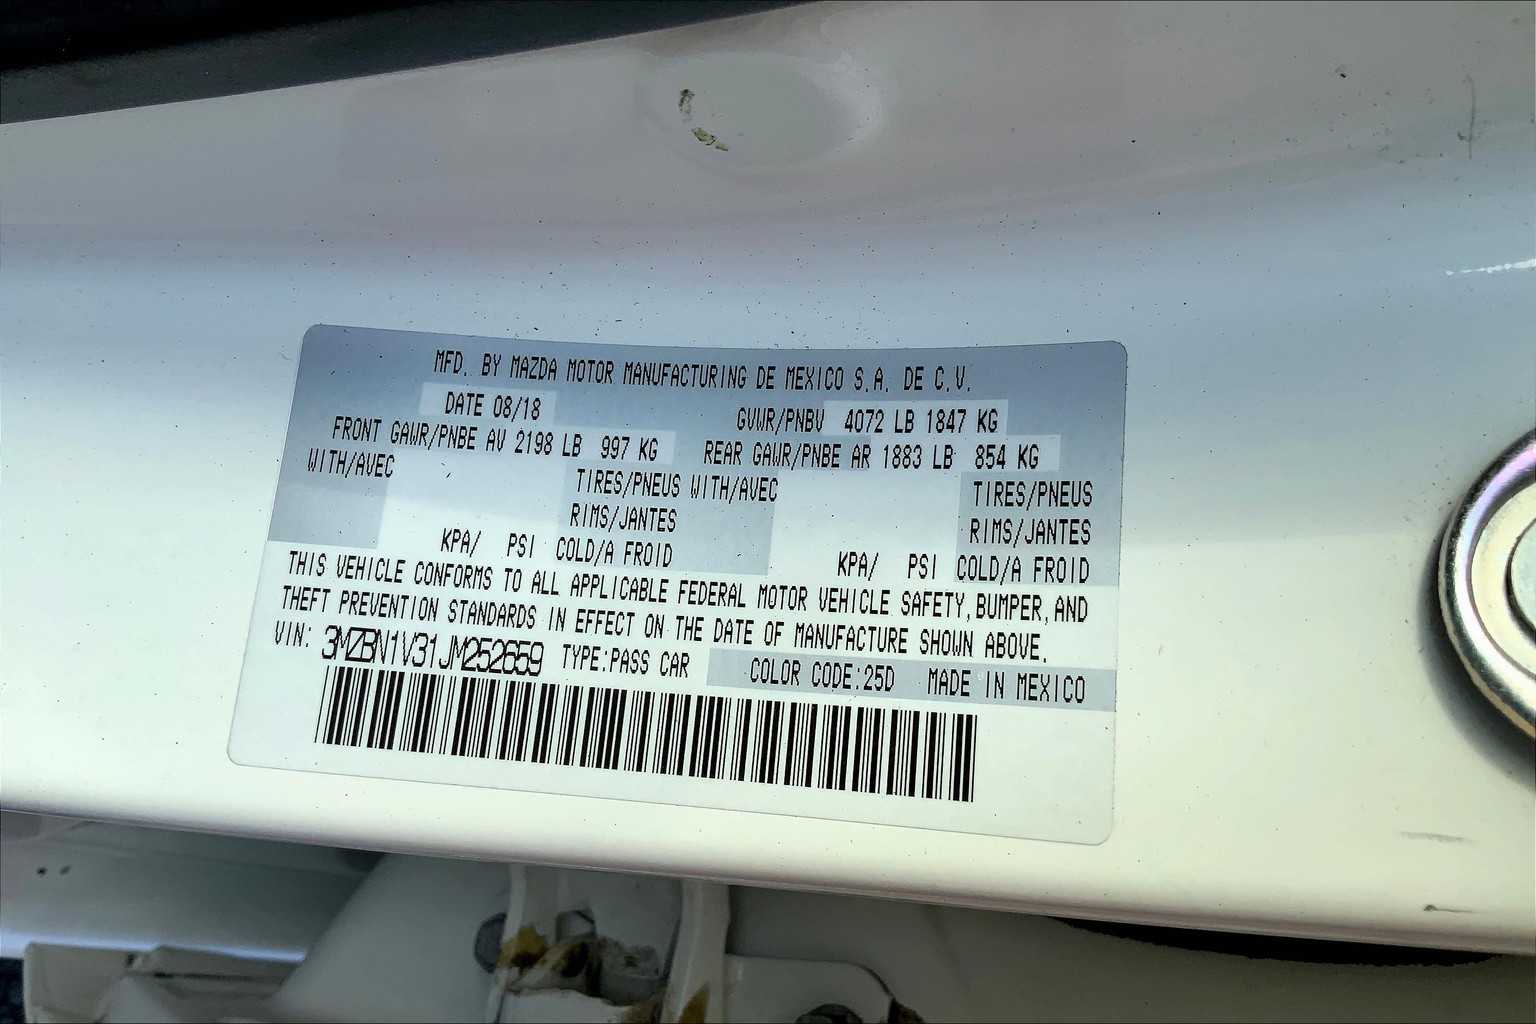 MFD. BY MAZDA MOTOR MANUFACTURING DE MEXICO S.A. DE C.V.
DATE 08/18 GVWR/PNBV 4072 LB 1847 KG
FRONT GAWR/PNBE AV 2198 LB 997 KG REAR GAWR/PNBE AR 1883 LB 854 KG
WITH/AVEC TIRES/PNEUS WITH/AVEC TIRES/PNEUS
RIMS/JANTES RIMS/JANTES
KPA/ PSI COLD/A FROID KPA/ PSI COLD/A FROID
THIS VEHICLE CONFORMS TO ALL APPLICABLE FEDERAL MOTOR VEHICLE SAFETY, BUMPER, AND
THEFT PREVENTION STANDARDS IN EFFECT ON THE DATE OF MANUFACTURE SHOWN ABOVE.
VIN: 3MZBN1V31JM252659 TYPE:PASS CAR COLOR CODE:25D MADE IN MEXICO